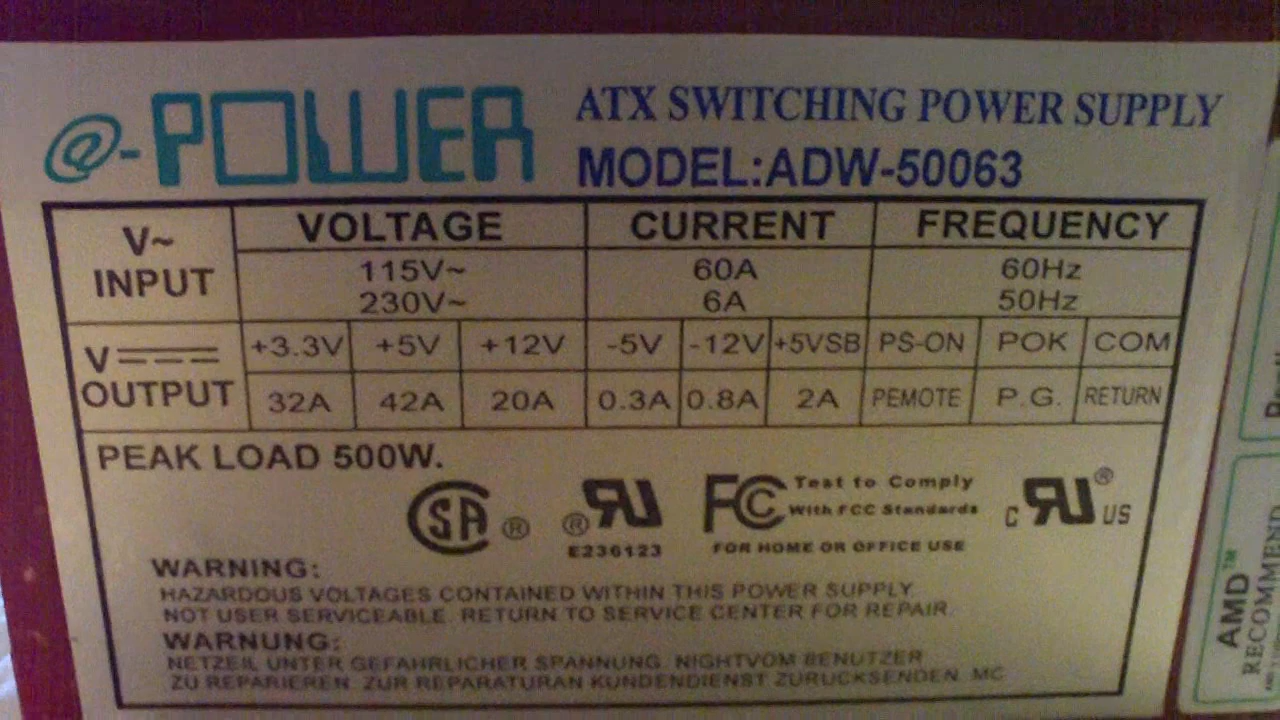 @-POWER
ATX SWITCHING POWER SUPPLY
MODEL:ADW-50063
V~ INPUT VOLTAGE CURRENT FREQUENCY
115V~ 60A 60Hz
230V~ 6A 50Hz
V OUTPUT +3.3V +5V +12V -5V -12V +5VSB PS-ON POK COM
32A 42A 20A 0.3A 0.8A 2A PEMOTE P.G. RETURN
PEAK LOAD 500W.
SA ® ® RU FC Test to Comply C RU ® US
With FCC Standards
E236123 FOR HOME OR OFFICE USE
WARNING:
HAZARDOUS VOLTAGES CONTAINED WITHIN THIS POWER SUPPLY
NOT USER SERVICEABLE. RETURN TO SERVICE CENTER FOR REPAIR.
WARNUNG:
NETZEIL UNTER GEFAHRLICHER SPANNUNG. NIGHTVOM BENUTZER
ZU REPARIEREN. ZUR REPARATURAN KUNDENDIENST ZURUCKSENDEN. MC
AMD™
RECOMMEND